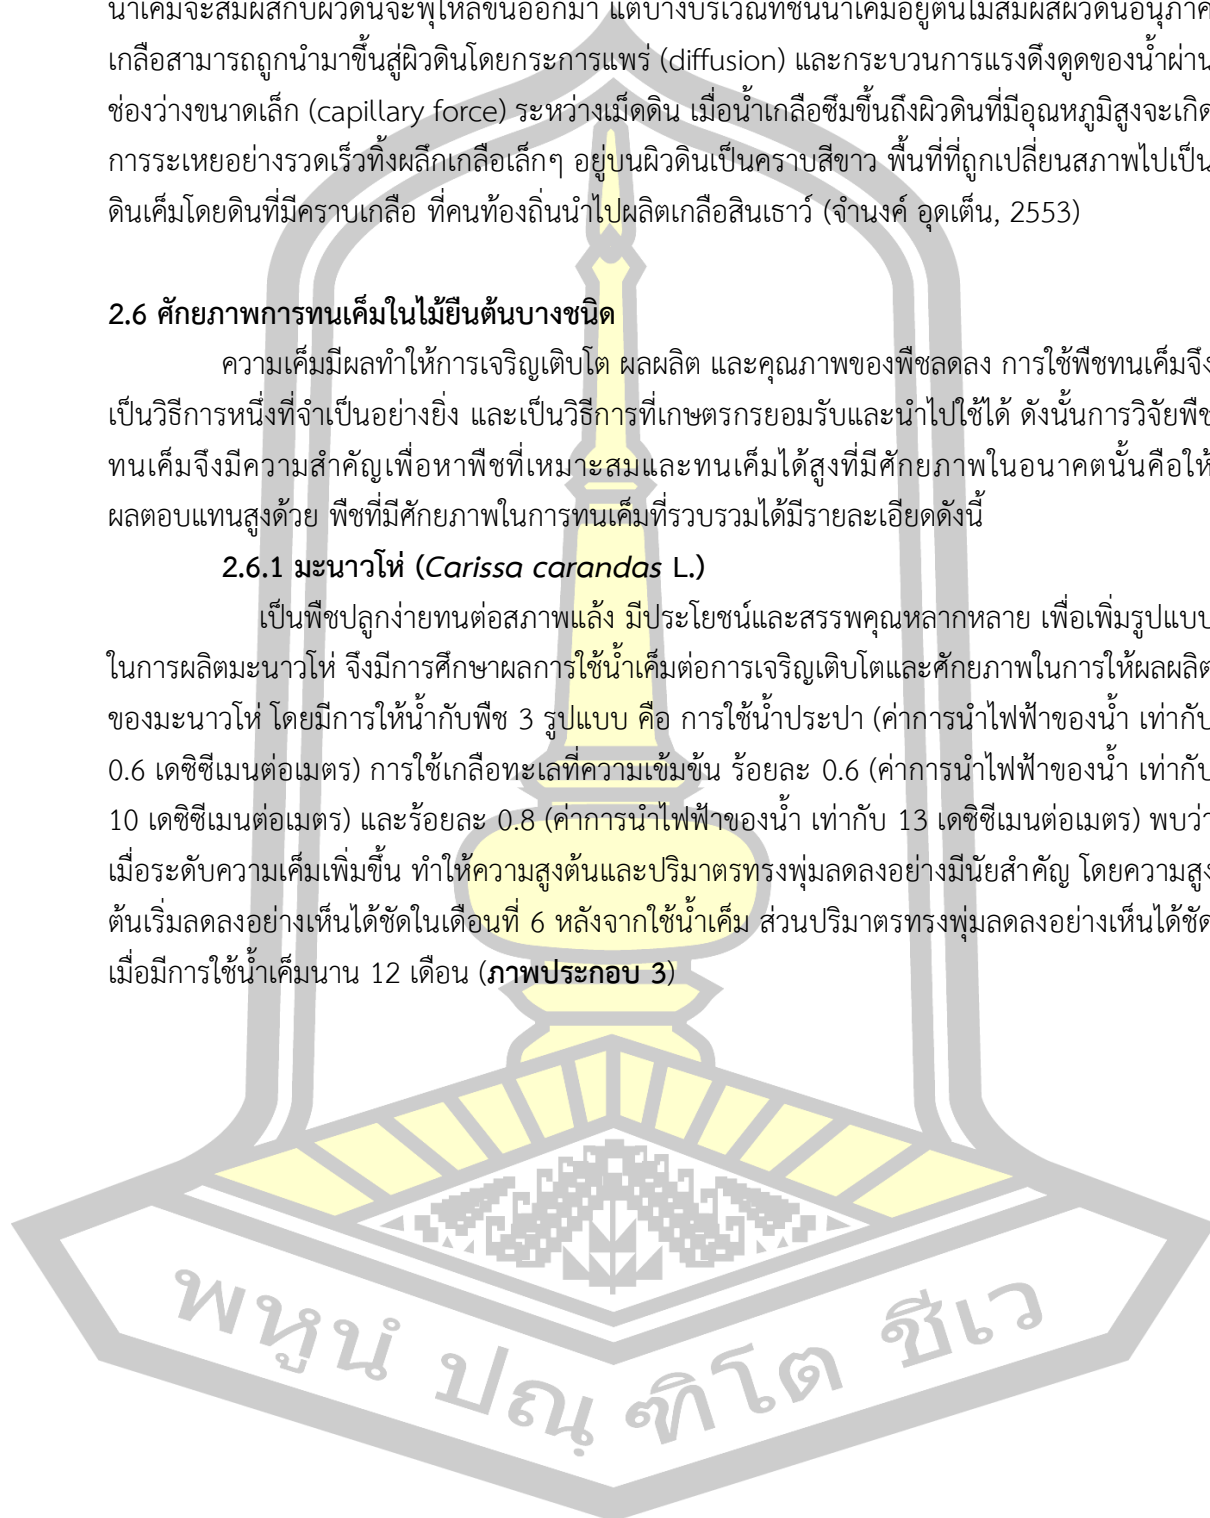 น้ำเค็มจะสัมผัสกับผิวดินจะพุไหลขึ้นออกมา แต่บางบริเวณที่ชั้นน้ำเค็มอยู่ตื้นไม่สัมผัสผิวดินอนุภาค
เกลือสามารถถูกนำมาขึ้นสู่ผิวดินโดยกระการแพร่ (diffusion) และกระบวนการแรงดึงดูดของน้ำผ่าน
ช่องว่างขนาดเล็ก (capillary force) ระหว่างเม็ดดิน เมื่อน้ำเกลือซึมขึ้นถึงผิวดินที่มีอุณหภูมิสูงจะเกิด
การระเหยอย่างรวดเร็วทิ้งผลึกเกลือเล็กๆ อยู่บนผิวดินเป็นคราบสีขาว พื้นที่ที่ถูกเปลี่ยนสภาพไปเป็น
ดินเค็มโดยดินที่มีคราบเกลือ ที่คนท้องถิ่นนำไปผลิตเกลือสินเธาว์ (จำนงค์ อุดเต็น, 2553)
2.6 ศักยภาพการทนเค็มในไม้ยืนต้นบางชนิด
ความเค็มมีผลทำให้การเจริญเติบโต ผลผลิต และคุณภาพของพืชลดลง การใช้พืชทนเค็มจึง
เป็นวิธีการหนึ่งที่จำเป็นอย่างยิ่ง และเป็นวิธีการที่เกษตรกรยอมรับและนำไปใช้ได้ ดังนั้นการวิจัยพืช
ทนเค็มจึงมีความสำคัญเพื่อหาพืชที่เหมาะสมและทนเค็มได้สูงที่มีศักยภาพในอนาคตนั้นคือให้
ผลตอบแทนสูงด้วย พืชที่มีศักยภาพในการทนเค็มที่รวบรวมได้มีรายละเอียดดังนี้
2.6.1 มะนาวโห่ (Carissa carandas L.)
เป็นพืชปลูกง่ายทนต่อสภาพแล้ง มีประโยชน์และสรรพคุณหลากหลาย เพื่อเพิ่มรูปแบบ
ในการผลิตมะนาวโห่ จึงมีการศึกษาผลการใช้น้ำเค็มต่อการเจริญเติบโตและศักยภาพในการให้ผลผลิต
ของมะนาวโห่ โดยมีการให้น้ำกับพืช 3 รูปแบบ คือ การใช้น้ำประปา (ค่าการนำไฟฟ้าของน้ำ เท่ากับ
0.6 เดซิซีเมนต่อเมตร) การใช้เกลือทะเลที่ความเข้มข้น ร้อยละ 0.6 (ค่าการนำไฟฟ้าของน้ำ เท่ากับ
10 เดซิซีเมนต่อเมตร) และร้อยละ 0.8 (ค่าการนำไฟฟ้าของน้ำ เท่ากับ 13 เดซิซีเมนต่อเมตร) พบว่า
เมื่อระดับความเค็มเพิ่มขึ้น ทำให้ความสูงต้นและปริมาตรทรงพุ่มลดลงอย่างมีนัยสำคัญ โดยความสูง
ต้นเริ่มลดลงอย่างเห็นได้ชัดในเดือนที่ 6 หลังจากใช้น้ำเค็ม ส่วนปริมาตรทรงพุ่มลดลงอย่างเห็นได้ชัด
เมื่อมีการใช้น้ำเค็มนาน 12 เดือน (ภาพประกอบ 3)
พหูนํ ปณฺฑิโต ชีเว